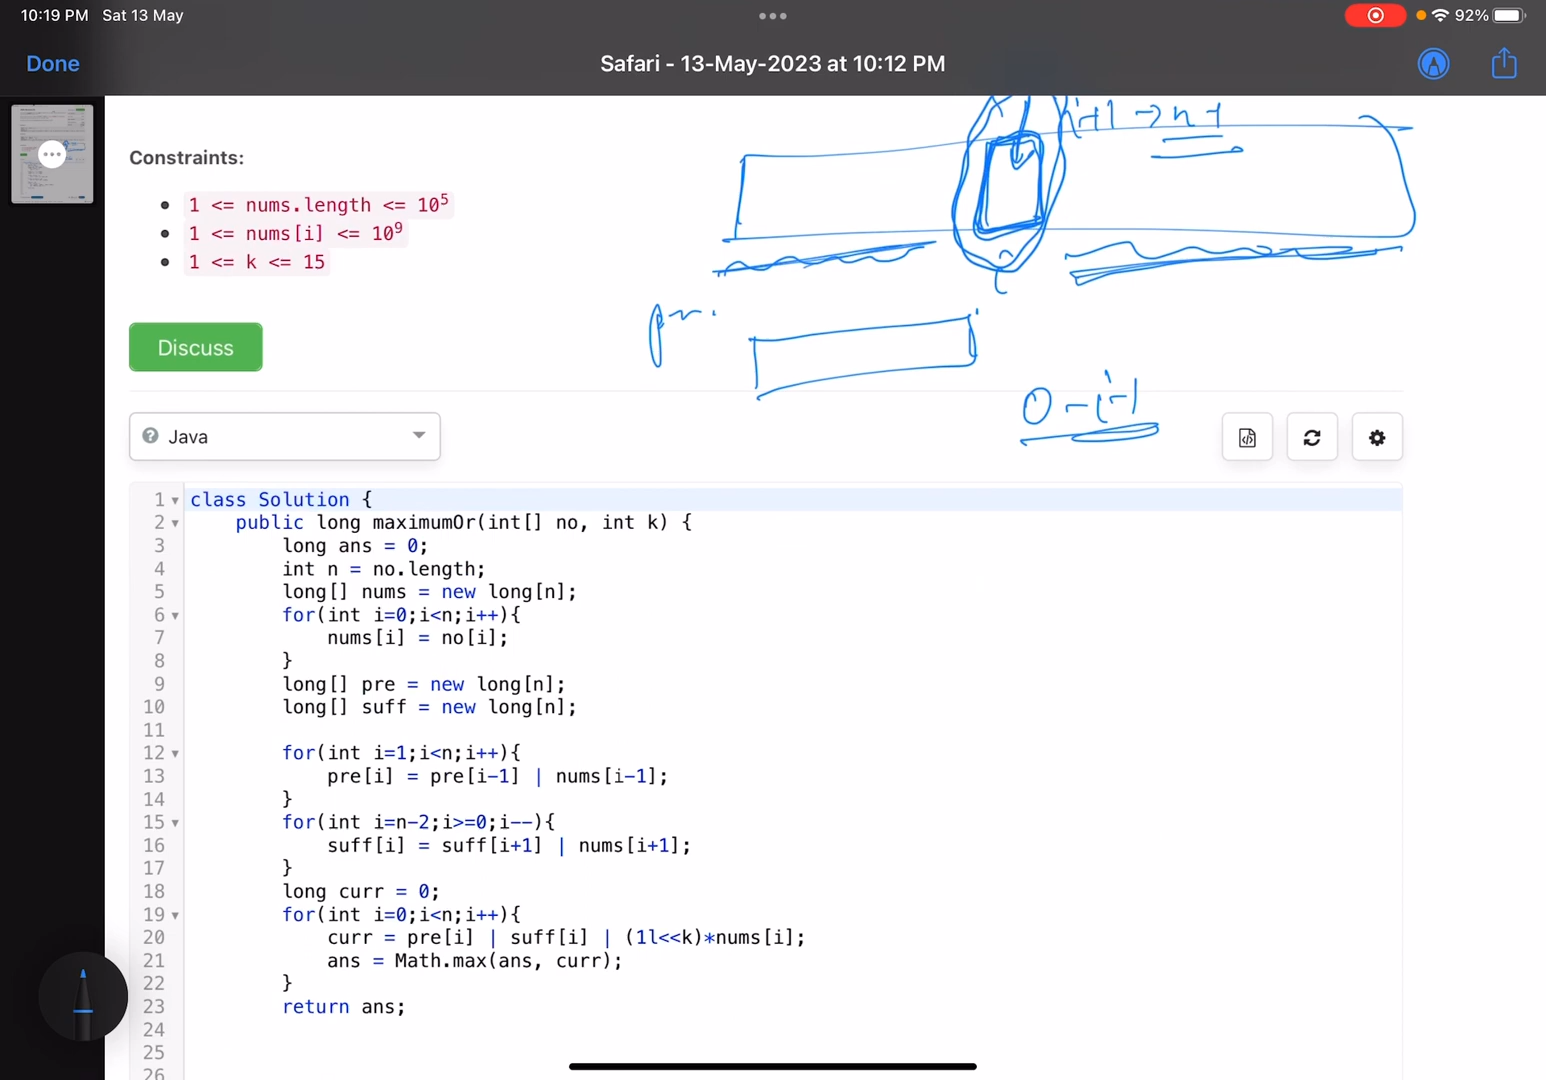 10:19 PM Sat 13 May
92%
Done
Safari - 13-May-2023 at 10:12 PM
i+1 → n-1
Constraints:
1 <= nums.length <= 10^5
1 <= nums[i] <= 10^9
1 <= k <= 15
i
Discuss
0 - i-1
Java
1 class Solution {
2 public long maximumOr(int[] no, int k) {
3 long ans = 0;
4 int n = no.length;
5 long[] nums = new long[n];
6 for(int i=0;i<n;i++){
7 nums[i] = no[i];
8 }
9 long[] pre = new long[n];
10 long[] suff = new long[n];
11
12 for(int i=1;i<n;i++){
13 pre[i] = pre[i-1] | nums[i-1];
14 }
15 for(int i=n-2;i>=0;i--){
16 suff[i] = suff[i+1] | nums[i+1];
17 }
18 long curr = 0;
19 for(int i=0;i<n;i++){
20 curr = pre[i] | suff[i] | (1l<<k)*nums[i];
21 ans = Math.max(ans, curr);
22 }
23 return ans;
24
25
26